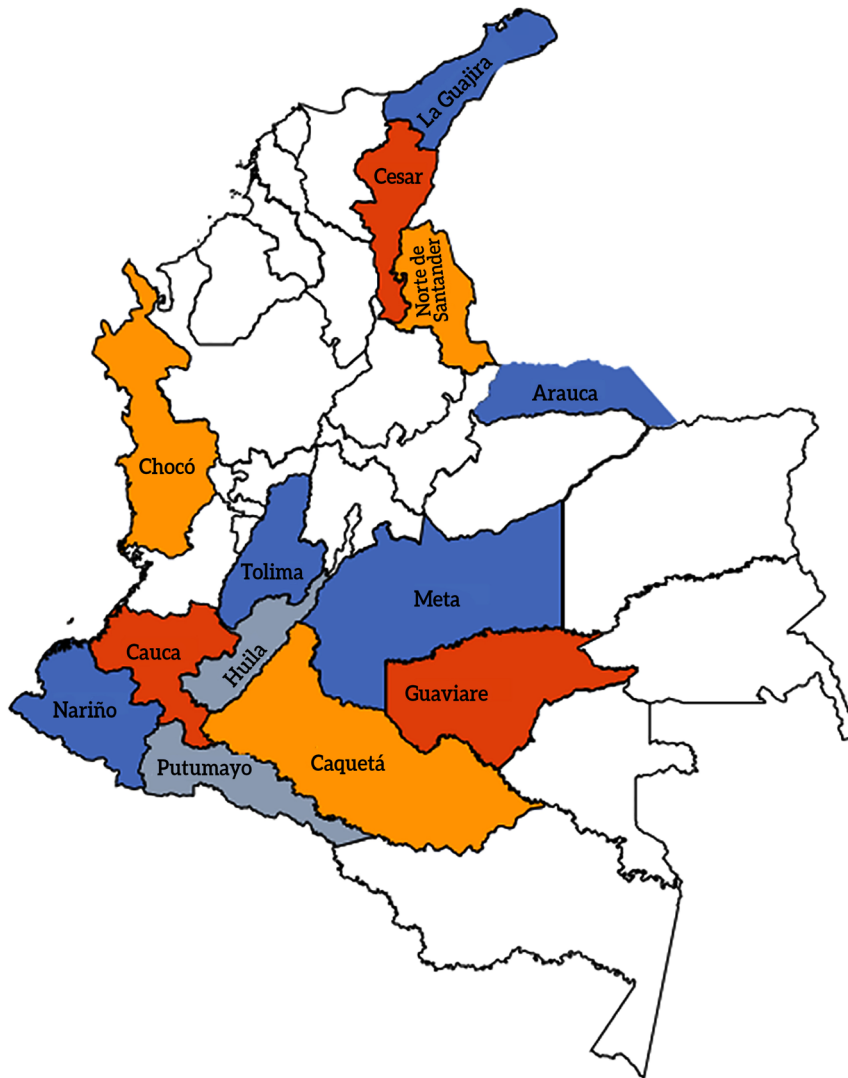 La Guajira
Cesar
Norte de
Santander
Arauca
Chocó
Tolima
Meta
Cauca
Huila
Guaviare
Nariño
Putumayo
Caquetá